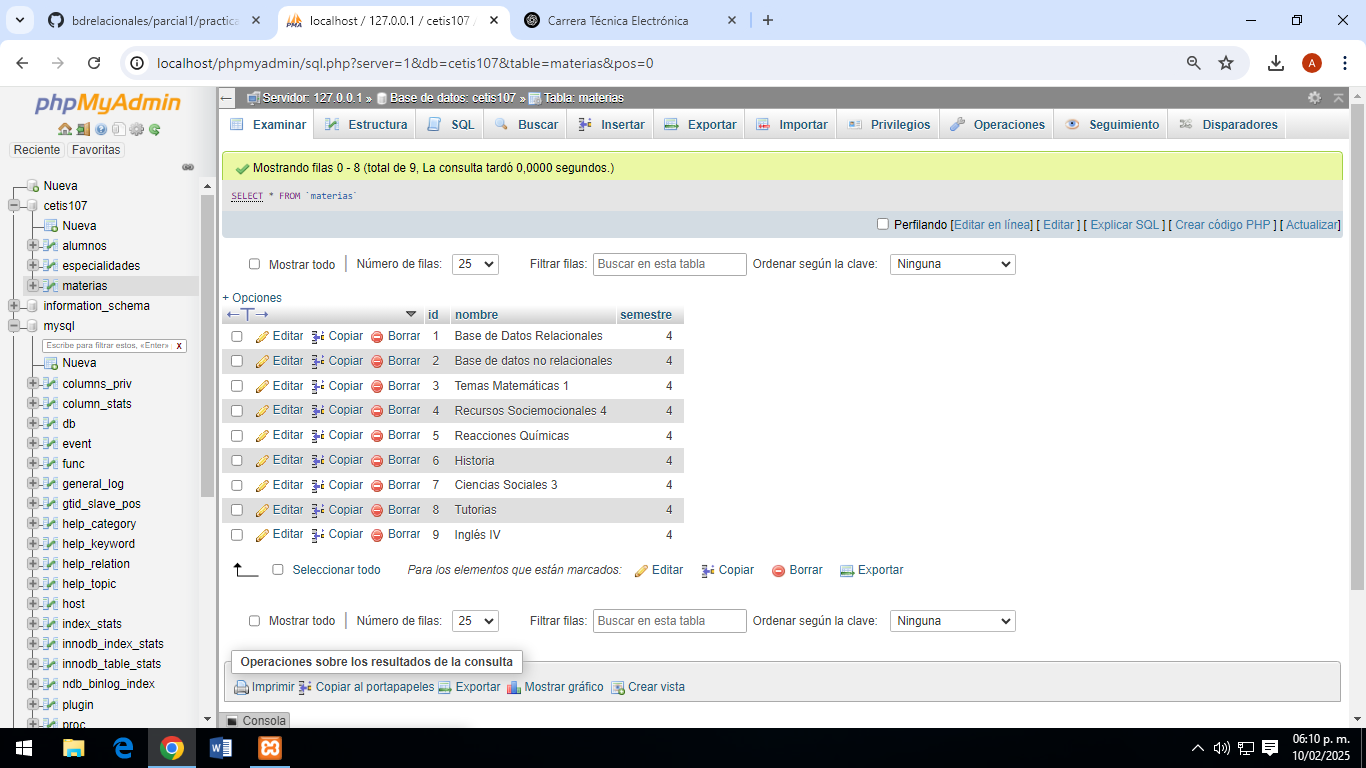 bdrelacionales/parcial1/practica
localhost / 127.0.0.1 / cetis107 /
Carrera Técnica Electrónica
localhost/phpmyadmin/sql.php?server=1&db=cetis107&table=materias&pos=0
A
phpMyAdmin
Reciente Favoritas
Nueva
cetis107
Nueva
alumnos
especialidades
materias
information_schema
mysql
Escribe para filtrar estos, «Enter» X
Nueva
columns_priv
column_stats
db
event
func
general_log
gtid_slave_pos
help_category
help_keyword
help_relation
help_topic
host
index_stats
innodb_index_stats
innodb_table_stats
ndb_binlog_index
plugin
proc
Servidor: 127.0.0.1 » Base de datos: cetis107 » Tabla: materias
Examinar Estructura SQL Buscar Insertar Exportar Importar Privilegios Operaciones Seguimiento Disparadores
Mostrando filas 0 - 8 (total de 9, La consulta tardó 0,0000 segundos.)
SELECT * FROM `materias`
Perfilando [Editar en línea] [ Editar ] [ Explicar SQL ] [ Crear código PHP ] [ Actualizar]
Mostrar todo Número de filas: 25 Filtrar filas: Buscar en esta tabla Ordenar según la clave: Ninguna
+ Opciones
←T→ id nombre semestre
Editar Copiar Borrar 1 Base de Datos Relacionales 4
Editar Copiar Borrar 2 Base de datos no relacionales 4
Editar Copiar Borrar 3 Temas Matemáticas 1 4
Editar Copiar Borrar 4 Recursos Sociemocionales 4 4
Editar Copiar Borrar 5 Reacciones Químicas 4
Editar Copiar Borrar 6 Historia 4
Editar Copiar Borrar 7 Ciencias Sociales 3 4
Editar Copiar Borrar 8 Tutorias 4
Editar Copiar Borrar 9 Inglés IV 4
Seleccionar todo Para los elementos que están marcados: Editar Copiar Borrar Exportar
Mostrar todo Número de filas: 25 Filtrar filas: Buscar en esta tabla Ordenar según la clave: Ninguna
Operaciones sobre los resultados de la consulta
Imprimir Copiar al portapapeles Exportar Mostrar gráfico Crear vista
Consola
06:10 p. m.
10/02/2025